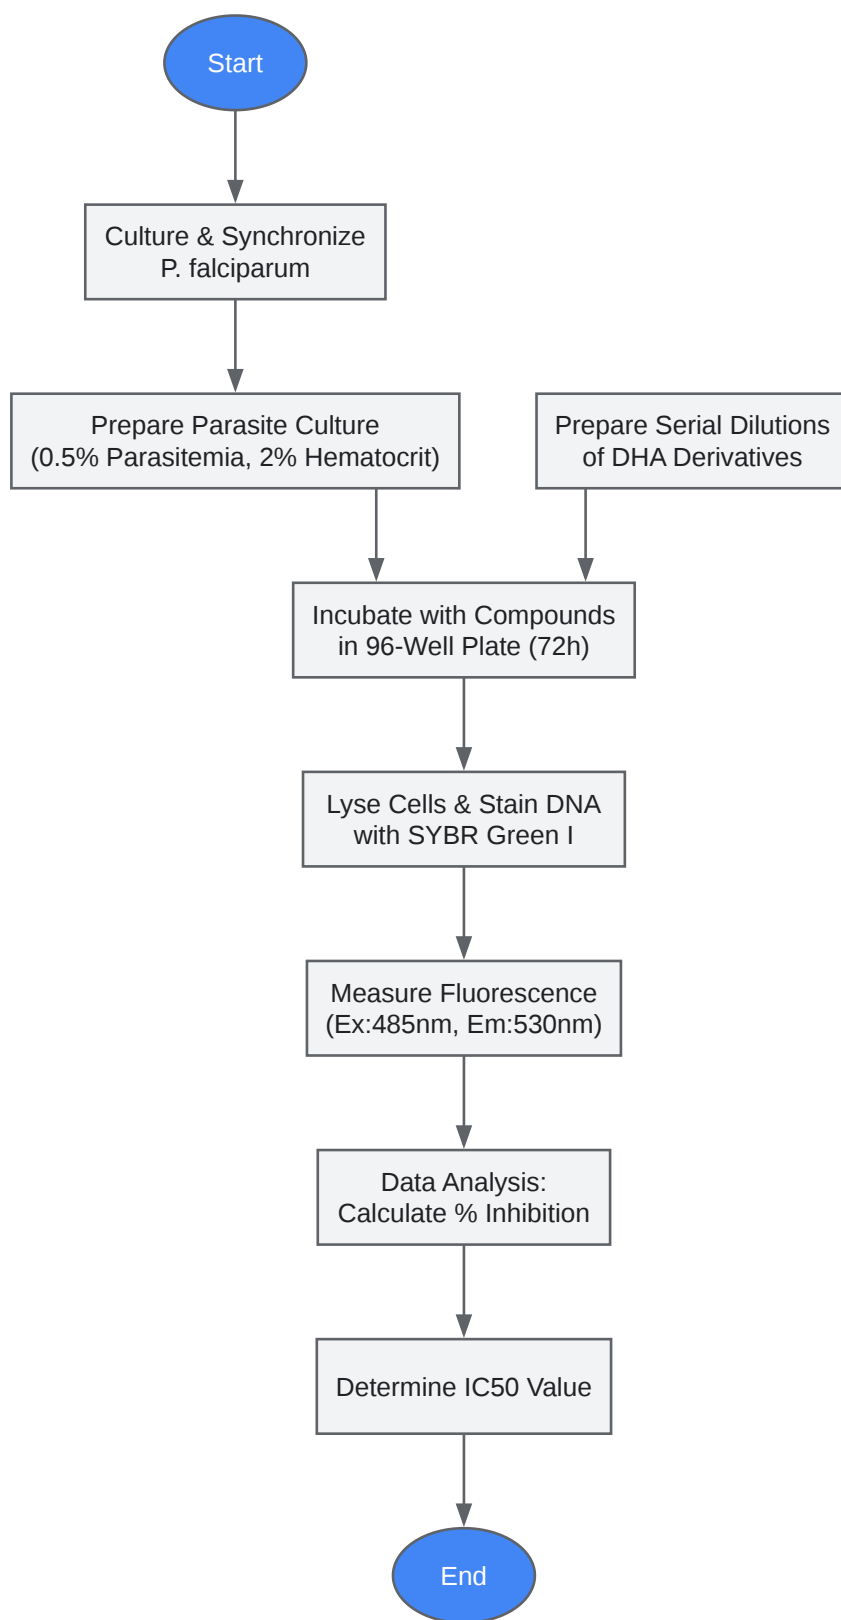 Start
Culture & Synchronize
P. falciparum
Prepare Parasite Culture
(0.5% Parasitemia, 2% Hematocrit)
Prepare Serial Dilutions
of DHA Derivatives
Incubate with Compounds
in 96-Well Plate (72h)
Lyse Cells & Stain DNA
with SYBR Green I
Measure Fluorescence
(Ex:485nm, Em:530nm)
Data Analysis:
Calculate % Inhibition
Determine IC50 Value
End